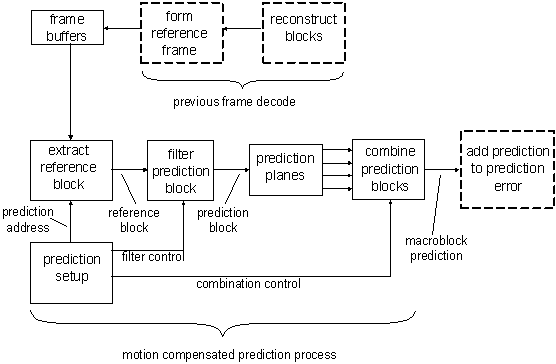 frame
buffers
form
reference
frame
reconstruct
blocks
previous frame decode
extract
reference
block
filter
prediction
block
prediction
planes
combine
prediction
blocks
add prediction
to prediction
error
prediction
address
reference
block
prediction
block
macroblock
prediction
prediction
setup
filter control
combination control
motion compensated prediction process